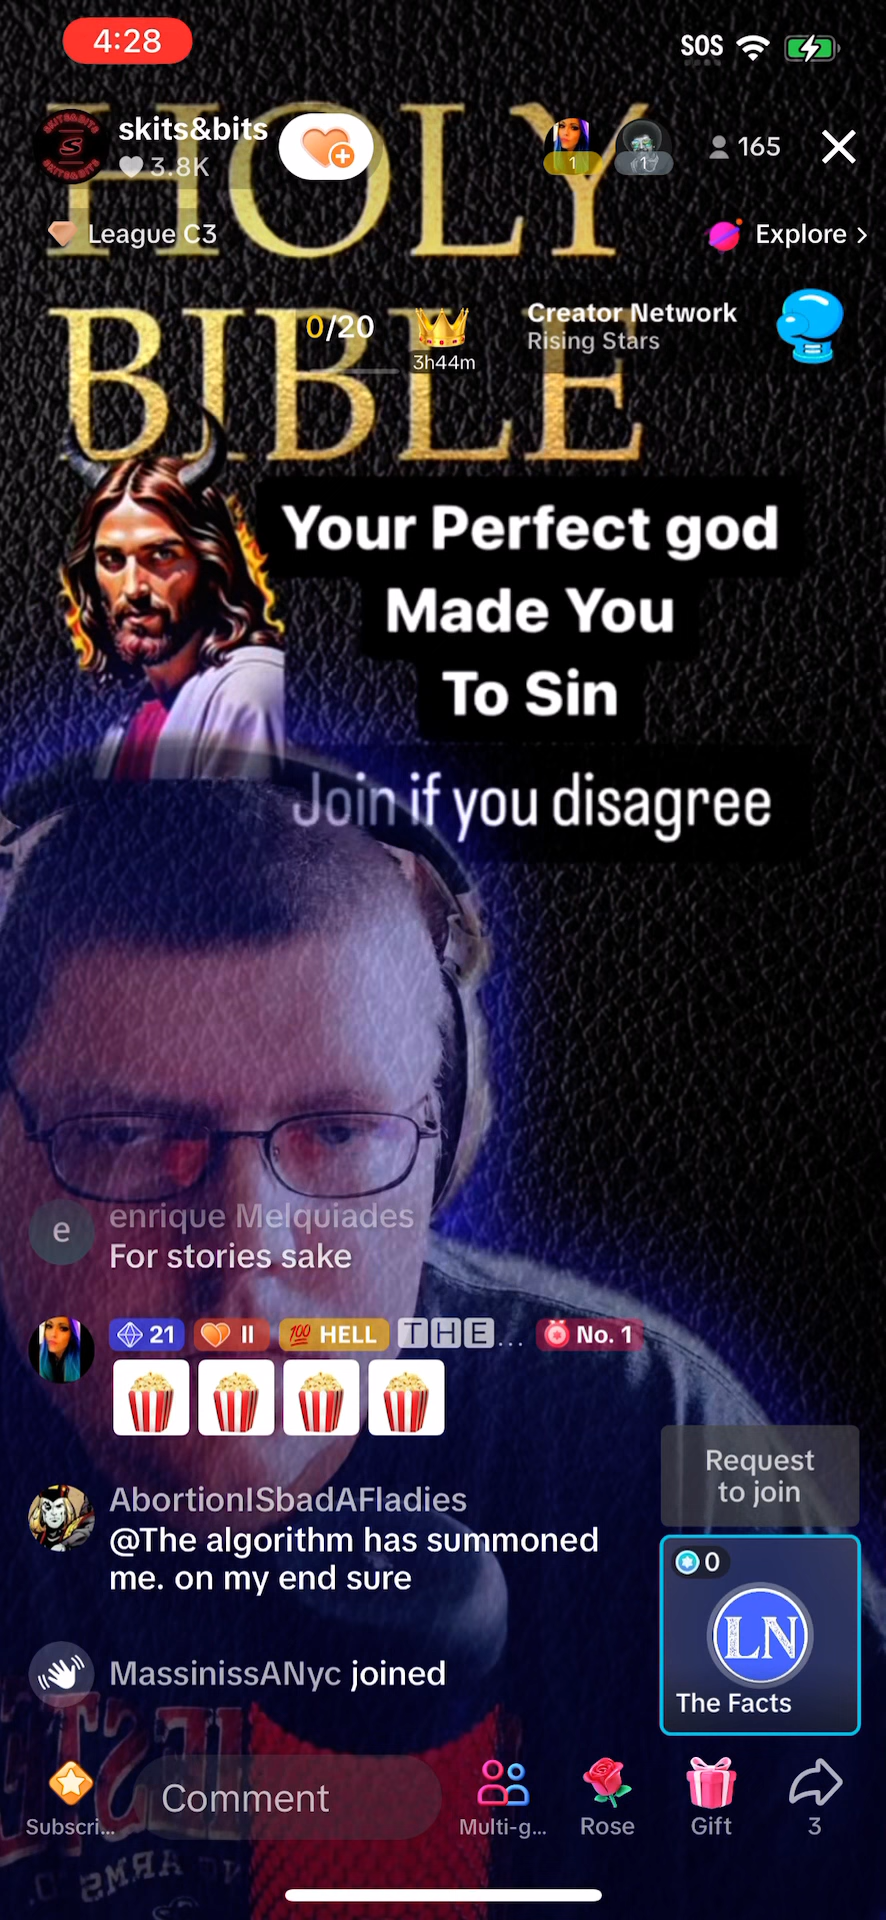 4:28
SOS
HOLY
skits&bits
3.8K
1
1
165
League C3
Explore >
BIBLE
0/20
3h44m
Creator Network
Rising Stars
Your Perfect god
Made You
To Sin
Join if you disagree
e
enrique Melquiades
For stories sake
21
II
💯 HELL
THE...
No. 1
🍿🍿🍿🍿
AbortionISbadAFladies
@The algorithm has summoned
me. on my end sure
MassinissANyc joined
Request
to join
0
LN
The Facts
Subscri...
Comment
Multi-g...
Rose
Gift
3